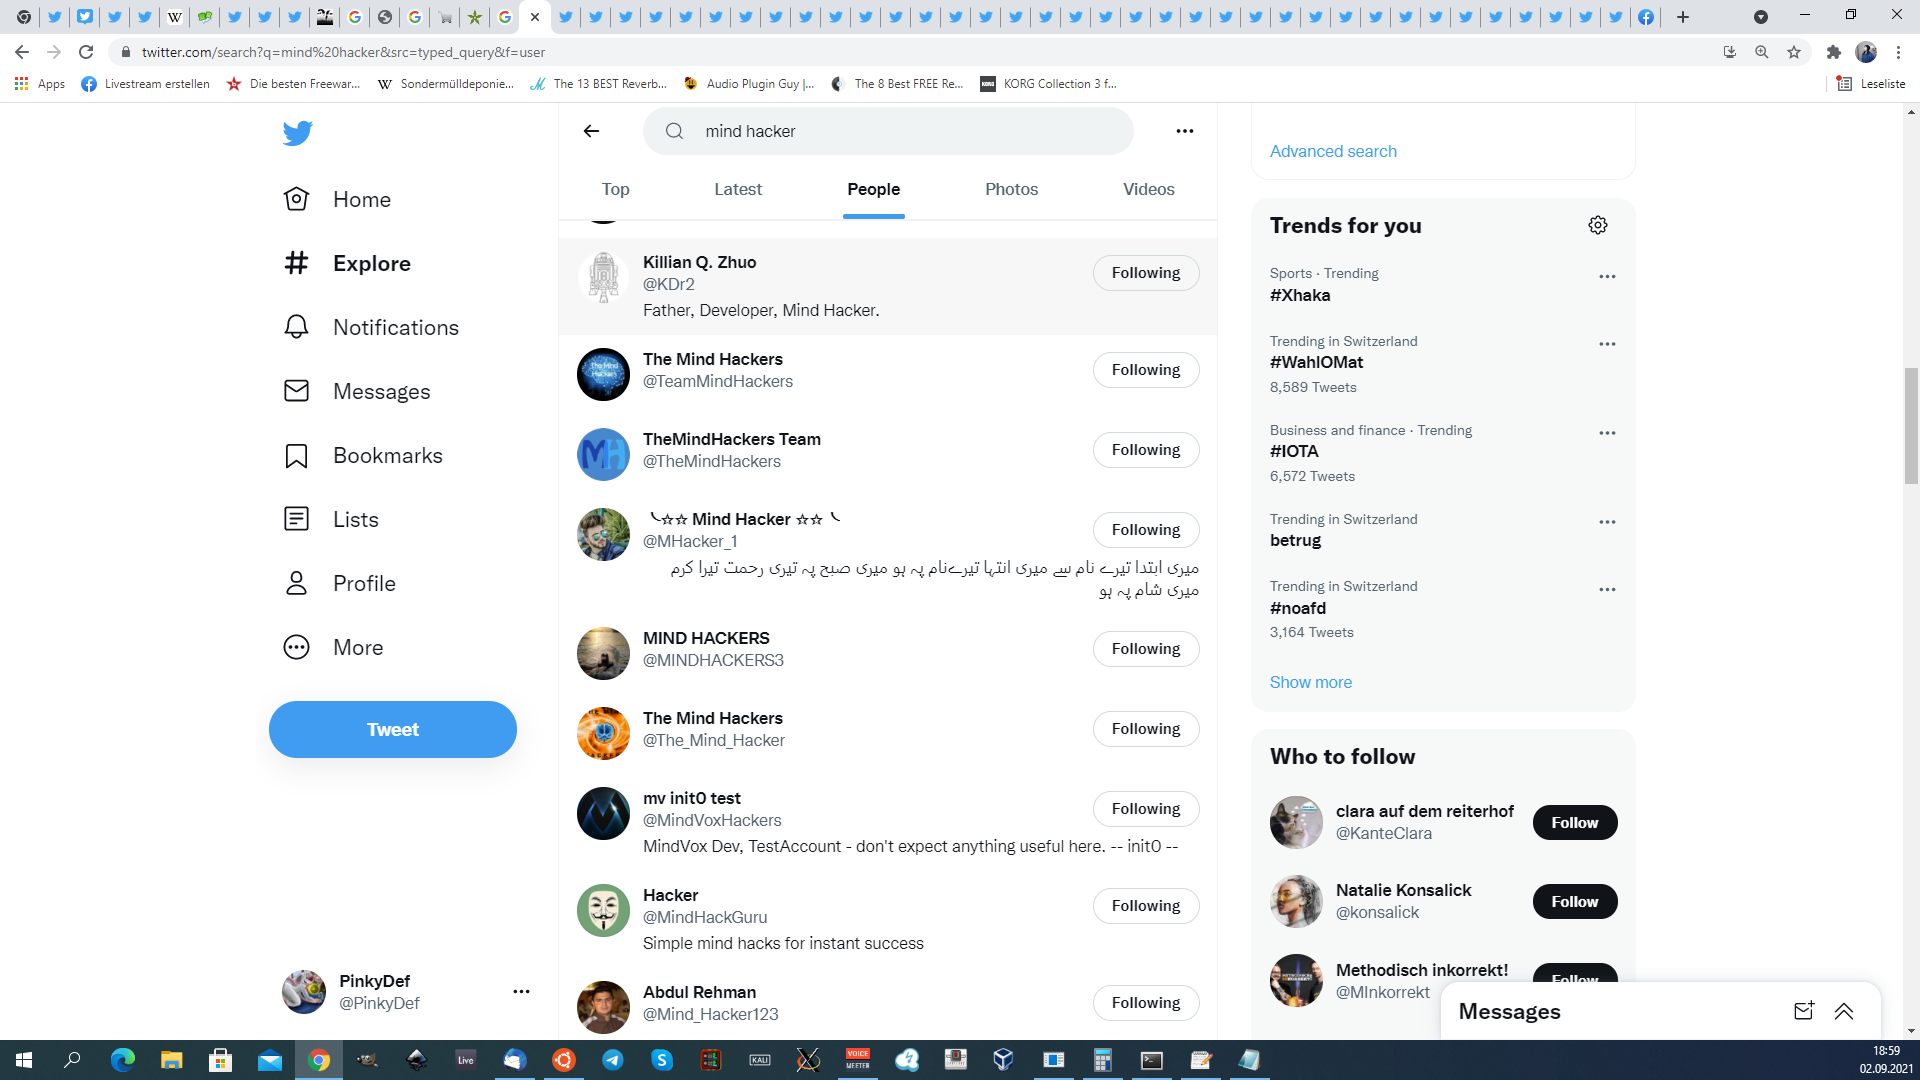 twitter.com/search?q=mind%20hacker&src=typed_query&f=user
Apps
Livestream erstellen
Die besten Freewar...
Sondermülldeponie...
The 13 BEST Reverb...
Audio Plugin Guy |...
The 8 Best FREE Re...
KORG Collection 3 f...
Leseliste
Home
Explore
Notifications
Messages
Bookmarks
Lists
Profile
More
Tweet
PinkyDef
@PinkyDef
mind hacker
Top
Latest
People
Photos
Videos
Killian Q. Zhuo
@KDr2
Following
Father, Developer, Mind Hacker.
The Mind Hackers
@TeamMindHackers
Following
TheMindHackers Team
@TheMindHackers
Following
╰☆☆ Mind Hacker ☆☆╰
@MHacker_1
Following
میری ابتدا تیرے نام سے میری انتہا تیرےنام پہ ہو میری صبح پہ تیری رحمت تیرا کرم
میری شام پہ ہو
MIND HACKERS
@MINDHACKERS3
Following
The Mind Hackers
@The_Mind_Hacker
Following
mv init0 test
@MindVoxHackers
Following
MindVox Dev, TestAccount - don't expect anything useful here. -- init0 --
Hacker
@MindHackGuru
Following
Simple mind hacks for instant success
Abdul Rehman
@Mind_Hacker123
Following
Advanced search
Trends for you
Sports · Trending
#Xhaka
Trending in Switzerland
#WahlOMat
8,589 Tweets
Business and finance · Trending
#IOTA
6,572 Tweets
Trending in Switzerland
betrug
Trending in Switzerland
#noafd
3,164 Tweets
Show more
Who to follow
clara auf dem reiterhof
@KanteClara
Follow
Natalie Konsalick
@konsalick
Follow
Methodisch inkorrekt!
@MInkorrekt
Follow
Messages
Live
KALI
VOICE
MEETER
18:59
02.09.2021